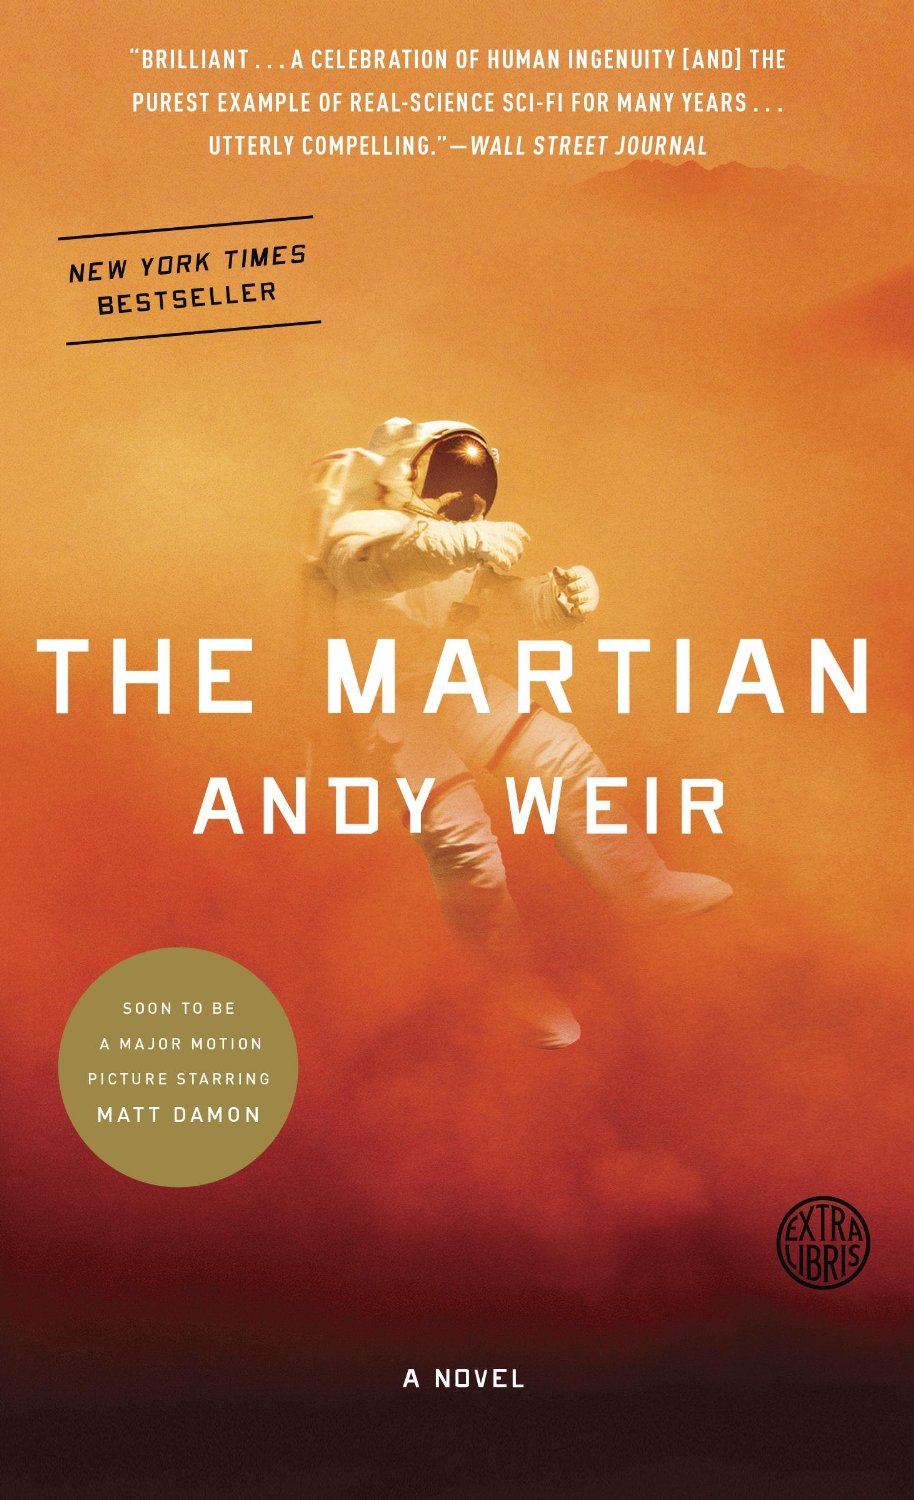 “BRILLIANT . . . A CELEBRATION OF HUMAN INGENUITY [AND] THE
PUREST EXAMPLE OF REAL-SCIENCE SCI-FI FOR MANY YEARS . . .
UTTERLY COMPELLING.”—WALL STREET JOURNAL
NEW YORK TIMES
BESTSELLER
THE MARTIAN
ANDY WEIR
SOON TO BE
A MAJOR MOTION
PICTURE STARRING
MATT DAMON
EXTRA
LIBRIS
A NOVEL